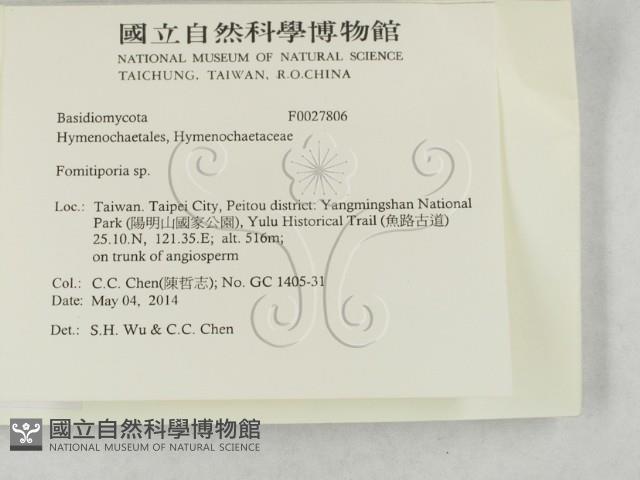 國立自然科學博物館
NATIONAL MUSEUM OF NATURAL SCIENCE
TAICHUNG, TAIWAN, R.O.CHINA
Basidiomycota F0027806
Hymenochaetales, Hymenochaetaceae
Fomitiporia sp.
Loc.: Taiwan. Taipei City, Peitou district: Yangmingshan National
Park (陽明山國家公園), Yulu Historical Trail (魚路古道)
25.10.N, 121.35.E; alt. 516m;
on trunk of angiosperm
Col.: C.C. Chen(陳哲志); No. GC 1405-31
Date: May 04, 2014
Det.: S.H. Wu & C.C. Chen
國立自然科學博物館
NATIONAL MUSEUM OF NATURAL SCIENCE